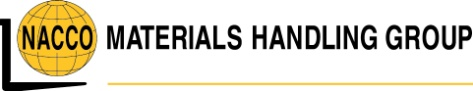 NACCO MATERIALS HANDLING GROUP